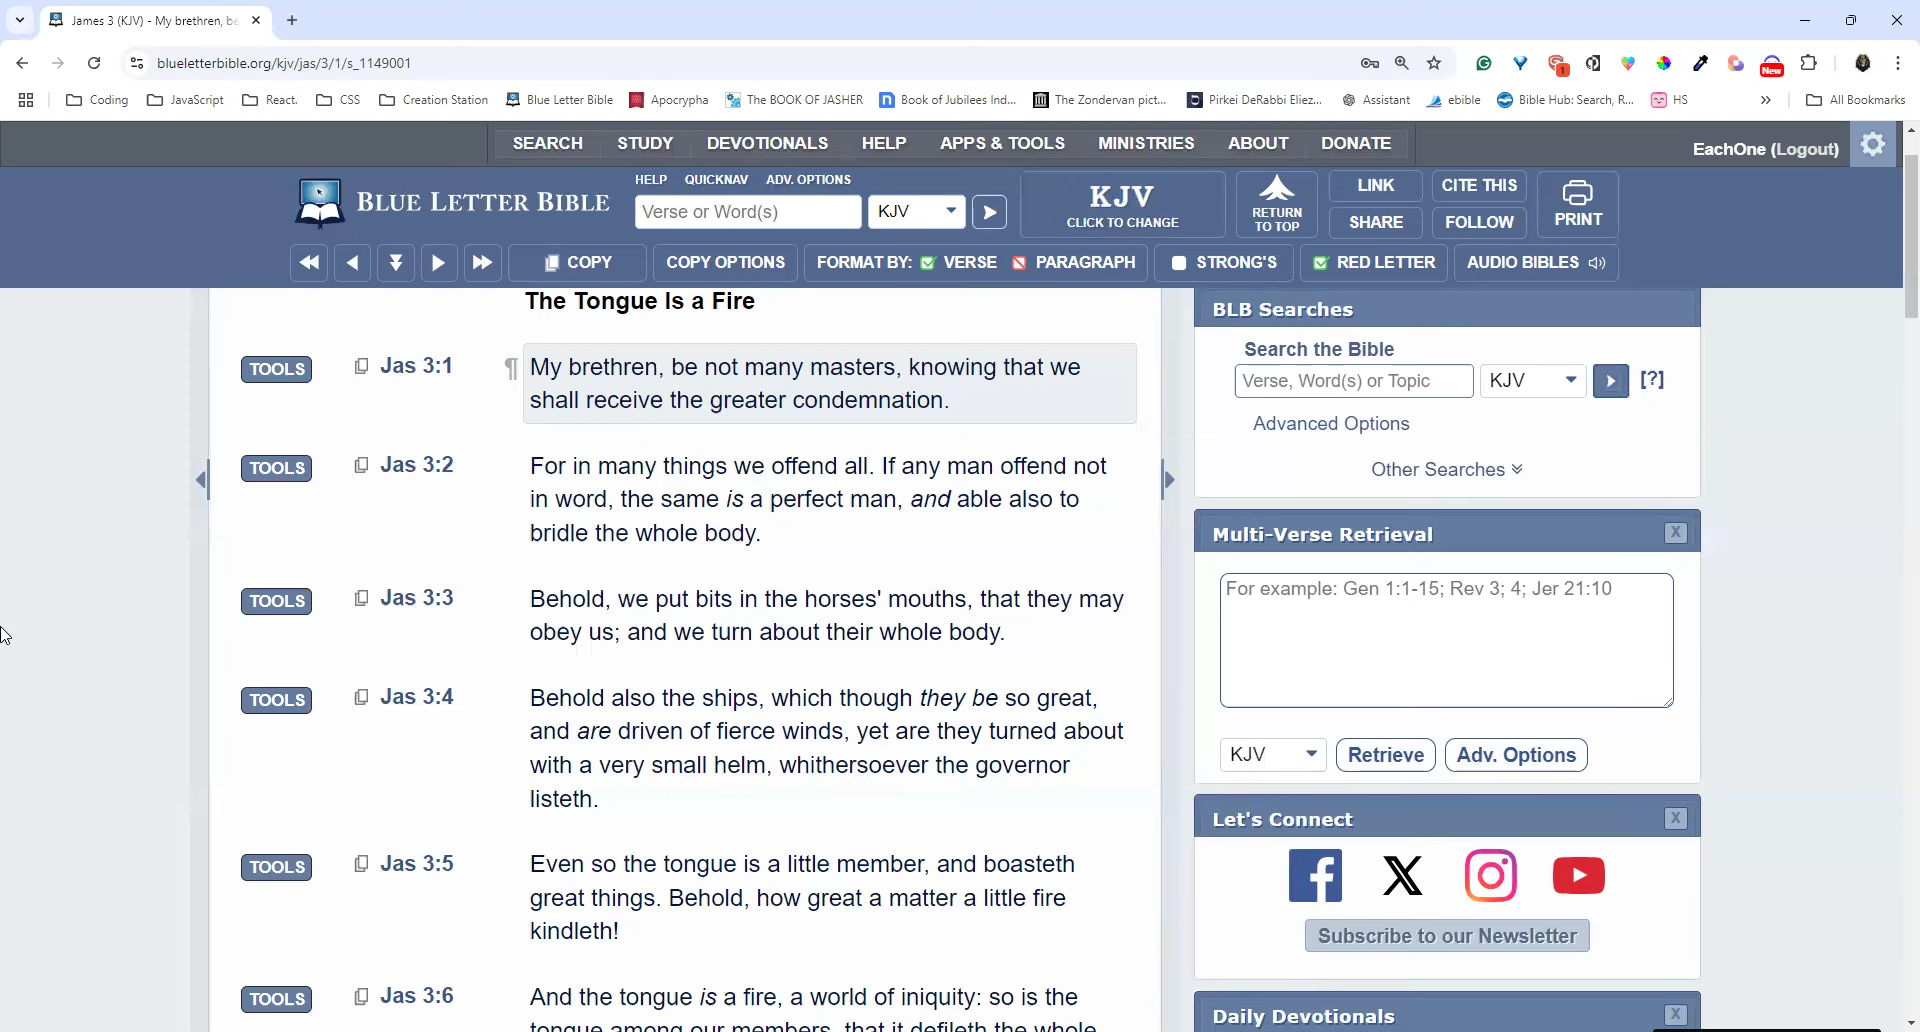 James 3 (KJV) - My brethren, be
blueletterbible.org/kjv/jas/3/1/s_1149001
1
New
Coding
JavaScript
React.
CSS
Creation Station
Blue Letter Bible
Apocrypha
The BOOK OF JASHER
Book of Jubilees Ind...
The Zondervan pict...
Pirkei DeRabbi Eliez...
Assistant
ebible
Bible Hub: Search, R...
HS
All Bookmarks
SEARCH STUDY DEVOTIONALS HELP APPS & TOOLS MINISTRIES ABOUT DONATE
EachOne (Logout)
BLUE LETTER BIBLE
HELP QUICKNAV ADV. OPTIONS
Verse or Word(s)
KJV
KJV
CLICK TO CHANGE
RETURN
TO TOP
LINK
CITE THIS
SHARE
FOLLOW
PRINT
COPY
COPY OPTIONS
FORMAT BY: VERSE PARAGRAPH
STRONG'S
RED LETTER
AUDIO BIBLES
The Tongue Is a Fire
TOOLS Jas 3:1 ¶ My brethren, be not many masters, knowing that we
shall receive the greater condemnation.
TOOLS Jas 3:2 For in many things we offend all. If any man offend not
in word, the same is a perfect man, and able also to
bridle the whole body.
TOOLS Jas 3:3 Behold, we put bits in the horses' mouths, that they may
obey us; and we turn about their whole body.
TOOLS Jas 3:4 Behold also the ships, which though they be so great,
and are driven of fierce winds, yet are they turned about
with a very small helm, whithersoever the governor
listeth.
TOOLS Jas 3:5 Even so the tongue is a little member, and boasteth
great things. Behold, how great a matter a little fire
kindleth!
TOOLS Jas 3:6 And the tongue is a fire, a world of iniquity: so is the
tongue among our members, that it defileth the whole
BLB Searches
Search the Bible
Verse, Word(s) or Topic
KJV
[?]
Advanced Options
Other Searches
Multi-Verse Retrieval
X
For example: Gen 1:1-15; Rev 3; 4; Jer 21:10
KJV
Retrieve
Adv. Options
Let's Connect
X
Subscribe to our Newsletter
Daily Devotionals
X